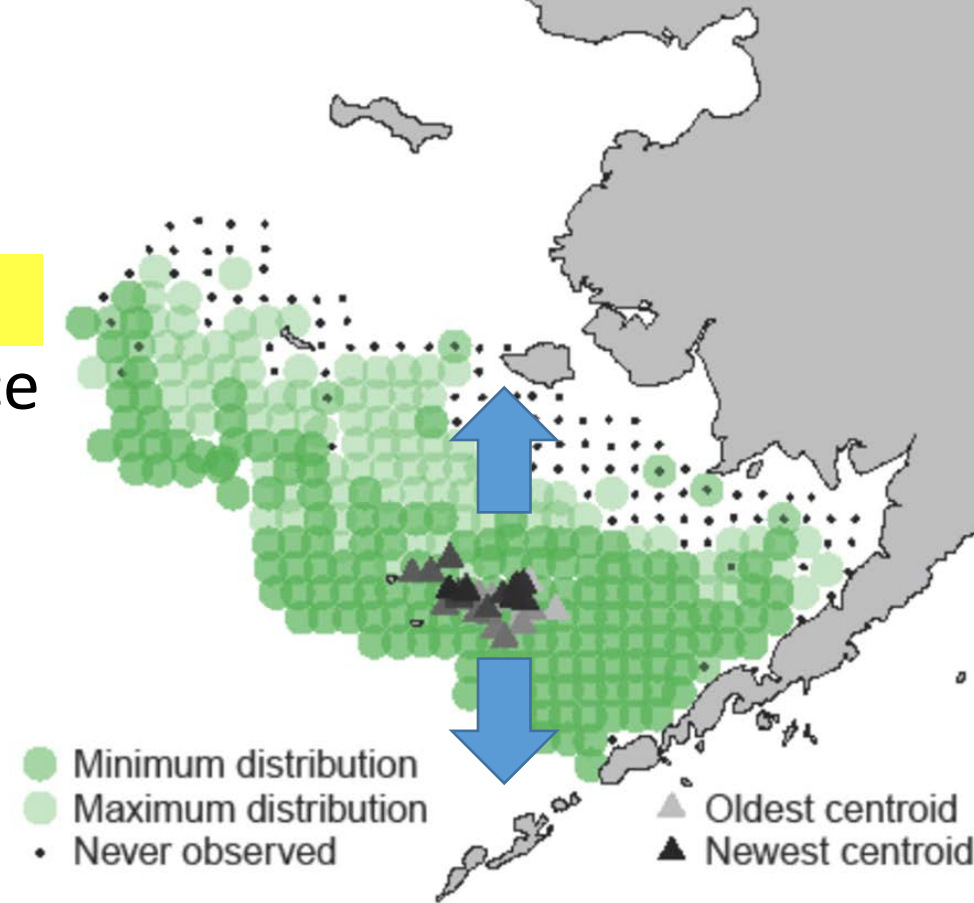 Minimum distribution
Maximum distribution
Never observed
Oldest centroid
Newest centroid